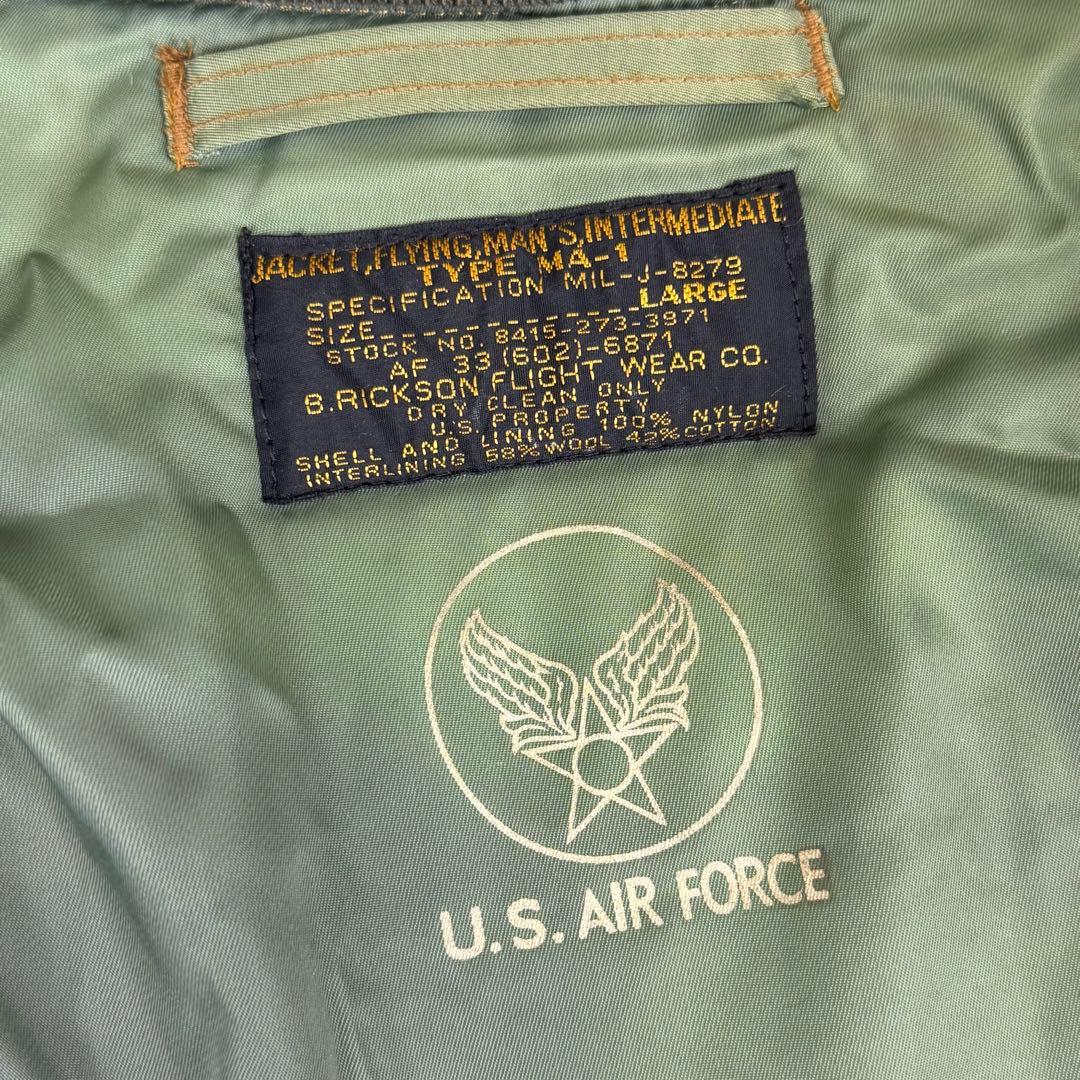 JACKET,FLYING,MAN'S,INTERMEDIATE
TYPE MA-1
SPECIFICATION MIL-J-8279
SIZE--------------LARGE
STOCK NO. 8415-273-3971
AF 33 (602)-6871
B.RICKSON FLIGHT WEAR CO.
DRY CLEAN ONLY
U.S. PROPERTY
SHELL AND LINING 100% NYLON
INTERLINING 58% WOOL 42% COTTON
U.S. AIR FORCE